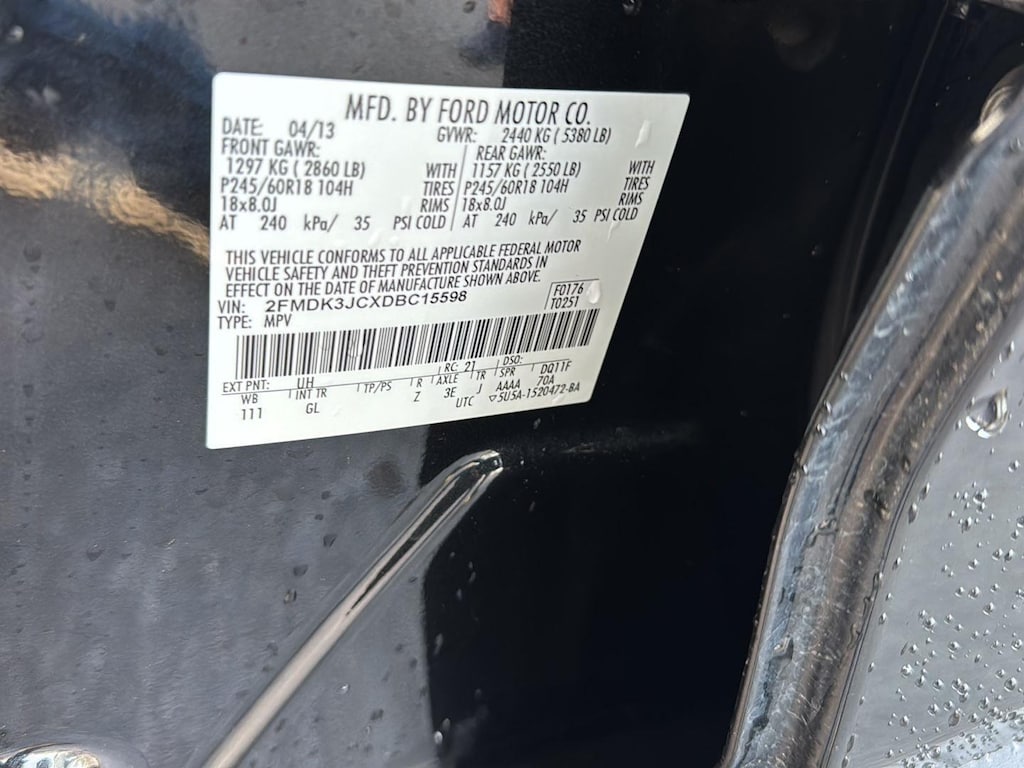 MFD. BY FORD MOTOR CO.
DATE: 04/13 GVWR: 2440 KG ( 5380 LB)
FRONT GAWR: REAR GAWR:
1297 KG ( 2860 LB) WITH 1157 KG ( 2550 LB) WITH
P245/60R18 104H TIRES P245/60R18 104H TIRES
18x8.0J RIMS 18x8.0J RIMS
AT 240 kPa/ 35 PSI COLD AT 240 kPa/ 35 PSI COLD
THIS VEHICLE CONFORMS TO ALL APPLICABLE FEDERAL MOTOR
VEHICLE SAFETY AND THEFT PREVENTION STANDARDS IN
EFFECT ON THE DATE OF MANUFACTURE SHOWN ABOVE.
VIN: 2FMDK3JCXDBC15598 F0176
TYPE: MPV T0251
EXT PNT: UH RC: 21 DSO:
WB INT TR TP/PS R AXLE TR SPR DQ11F
111 GL Z 3E J AAAA 70A
UTC ▽5U5A-1520472-BA